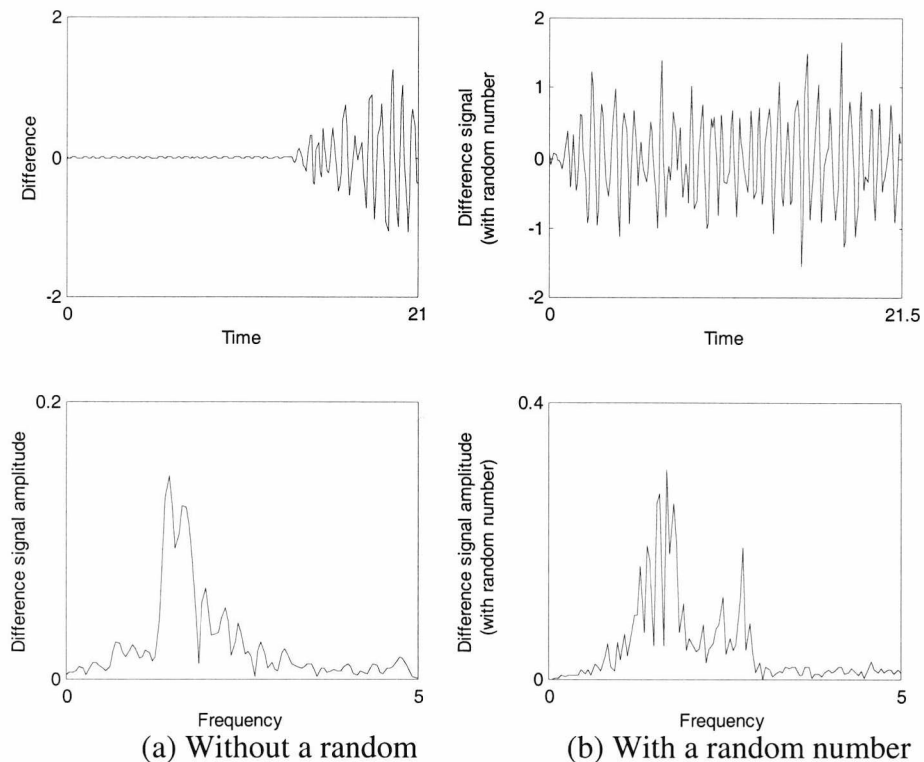 2
0
-2
Difference
0
21
Time
2
1
0
-1
-2
Difference signal
(with random number)
0
21.5
Time
0.2
0
Difference signal amplitude
0
5
Frequency
(a) Without a random
0.4
0
Difference signal amplitude
(with random number)
0
5
Frequency
(b) With a random number